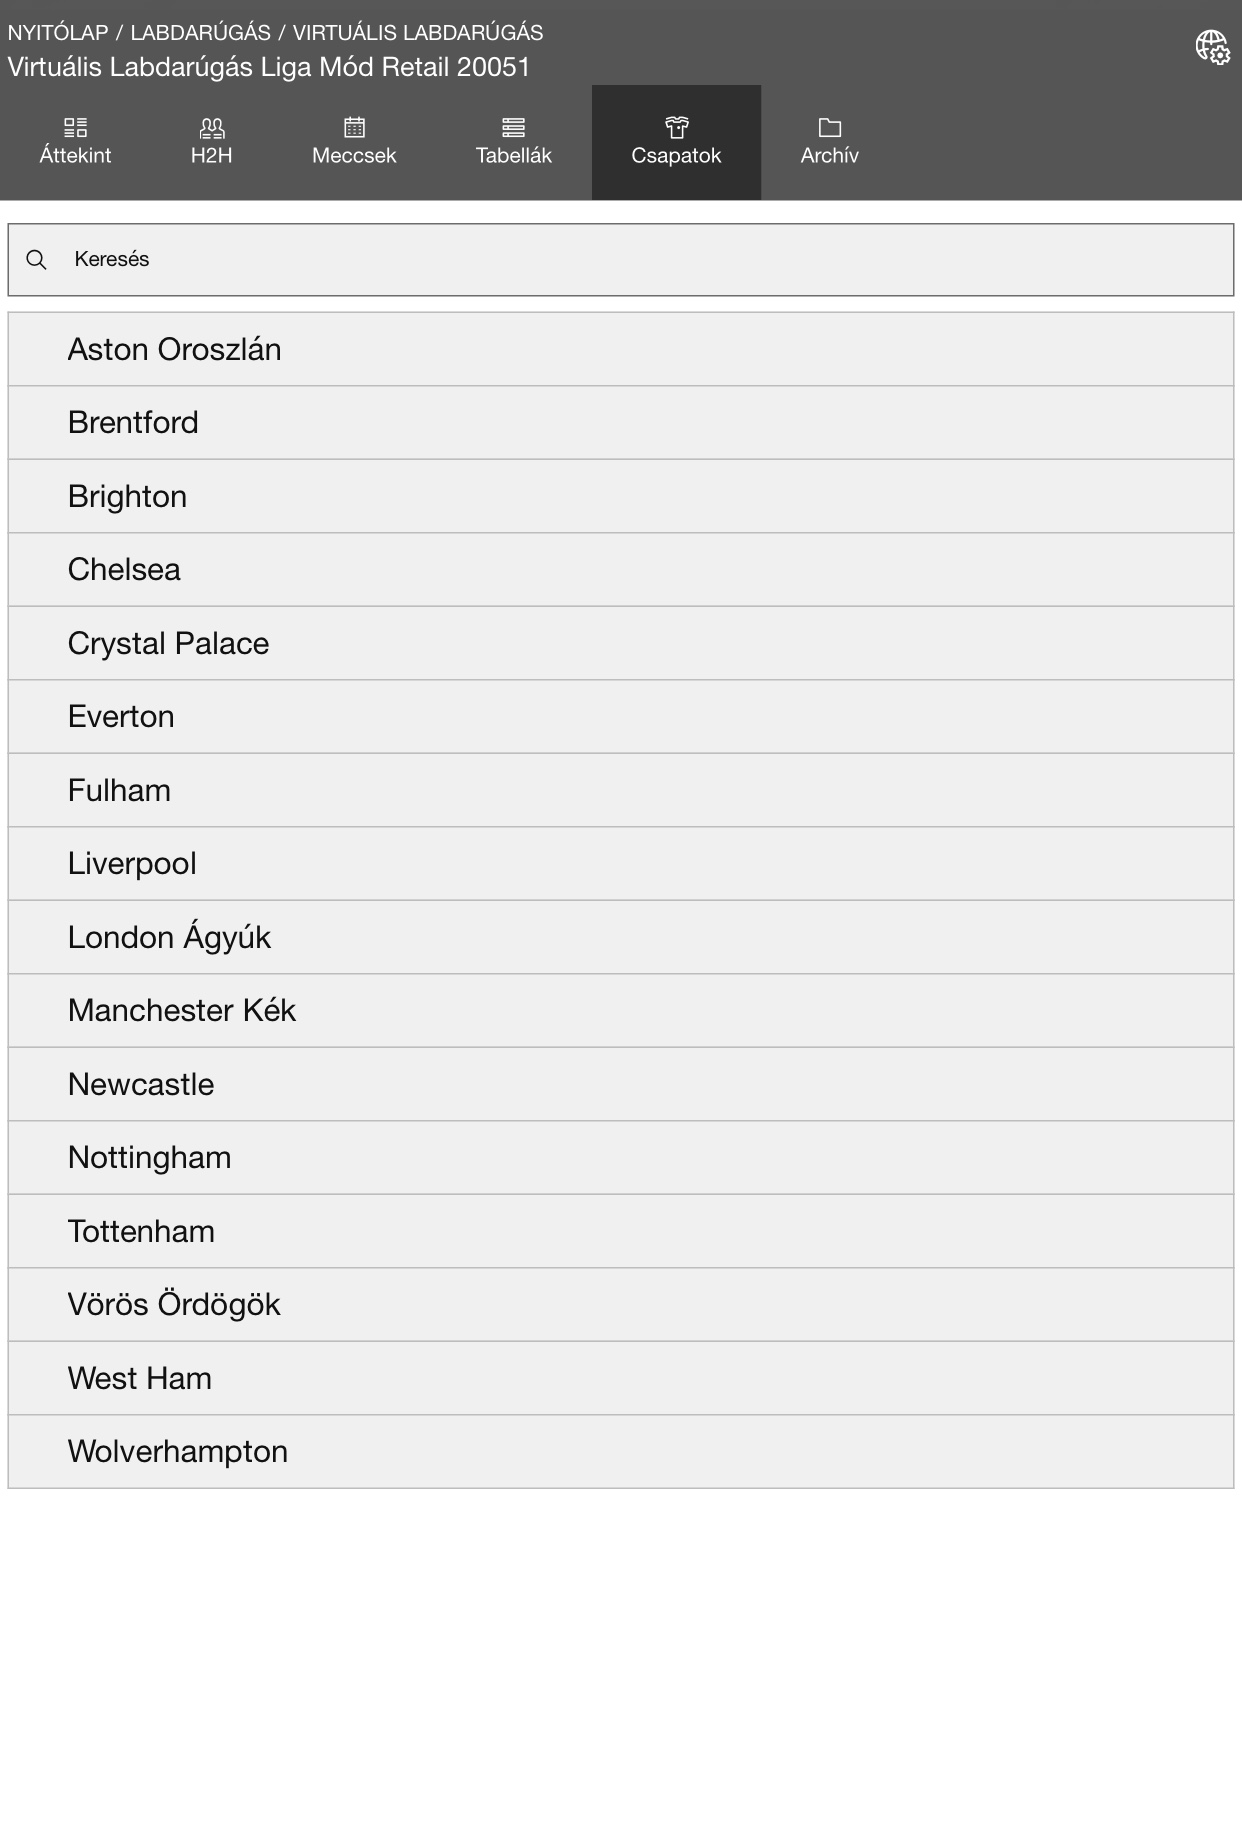 NYITÓLAP / LABDARÚGÁS / VIRTUÁLIS LABDARÚGÁS
Virtuális Labdarúgás Liga Mód Retail 20051
Áttekint H2H Meccsek Tabellák Csapatok Archív
Keresés
Aston Oroszlán
Brentford
Brighton
Chelsea
Crystal Palace
Everton
Fulham
Liverpool
London Ágyúk
Manchester Kék
Newcastle
Nottingham
Tottenham
Vörös Ördögök
West Ham
Wolverhampton